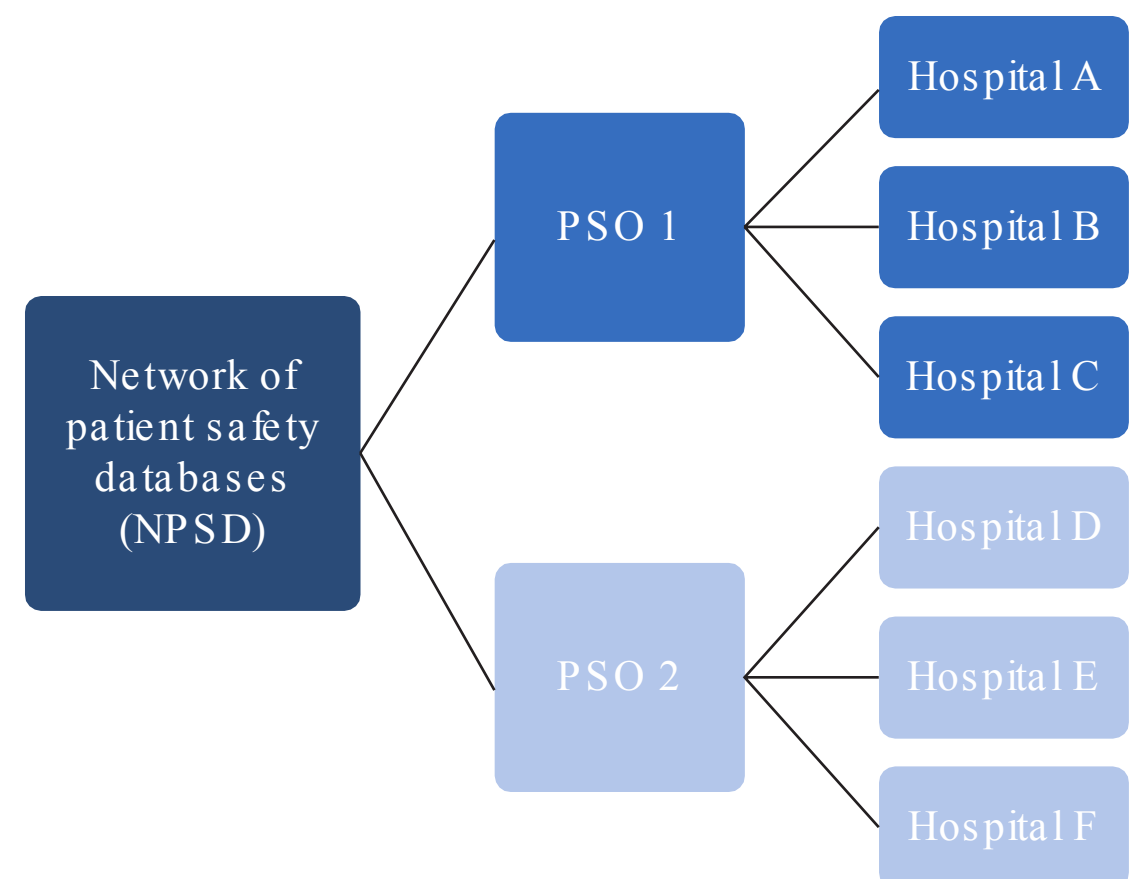 Network of
patient safety
databases
(NPSD)
PSO 1
PSO 2
Hospital A
Hospital B
Hospital C
Hospital D
Hospital E
Hospital F